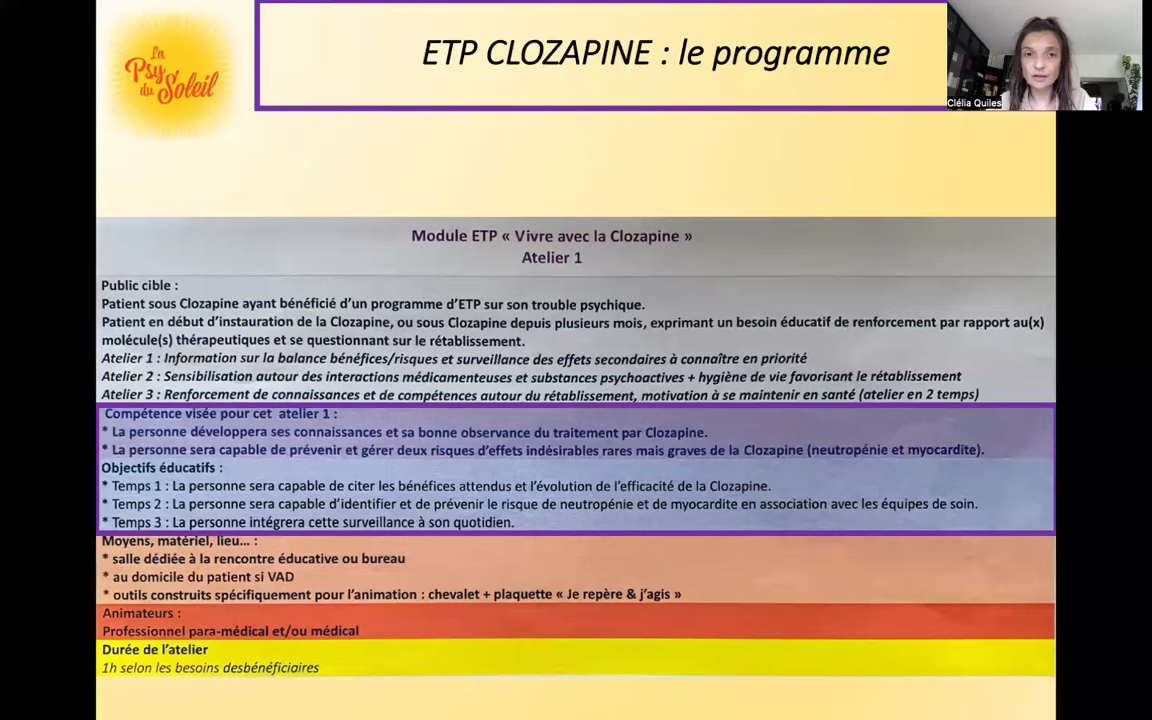 La
Psy
du Soleil
ETP CLOZAPINE : le programme
Clélia Quiles
Module ETP « Vivre avec la Clozapine »
Atelier 1
Public cible :
Patient sous Clozapine ayant bénéficié d’un programme d’ETP sur son trouble psychique.
Patient en début d’instauration de la Clozapine, ou sous Clozapine depuis plusieurs mois, exprimant un besoin éducatif de renforcement par rapport au(x)
molécule(s) thérapeutiques et se questionnant sur le rétablissement.
Atelier 1 : Information sur la balance bénéfices/risques et surveillance des effets secondaires à connaître en priorité
Atelier 2 : Sensibilisation autour des interactions médicamenteuses et substances psychoactives + hygiène de vie favorisant le rétablissement
Atelier 3 : Renforcement de connaissances et de compétences autour du rétablissement, motivation à se maintenir en santé (atelier en 2 temps)
Compétence visée pour cet atelier 1 :
* La personne développera ses connaissances et sa bonne observance du traitement par Clozapine.
* La personne sera capable de prévenir et gérer deux risques d’effets indésirables rares mais graves de la Clozapine (neutropénie et myocardite).
Objectifs éducatifs :
* Temps 1 : La personne sera capable de citer les bénéfices attendus et l’évolution de l’efficacité de la Clozapine.
* Temps 2 : La personne sera capable d’identifier et de prévenir le risque de neutropénie et de myocardite en association avec les équipes de soin.
* Temps 3 : La personne intégrera cette surveillance à son quotidien.
Moyens, matériel, lieu... :
* salle dédiée à la rencontre éducative ou bureau
* au domicile du patient si VAD
* outils construits spécifiquement pour l’animation : chevalet + plaquette « Je repère & j’agis »
Animateurs :
Professionnel para-médical et/ou médical
Durée de l’atelier
1h selon les besoins desbénéficiaires